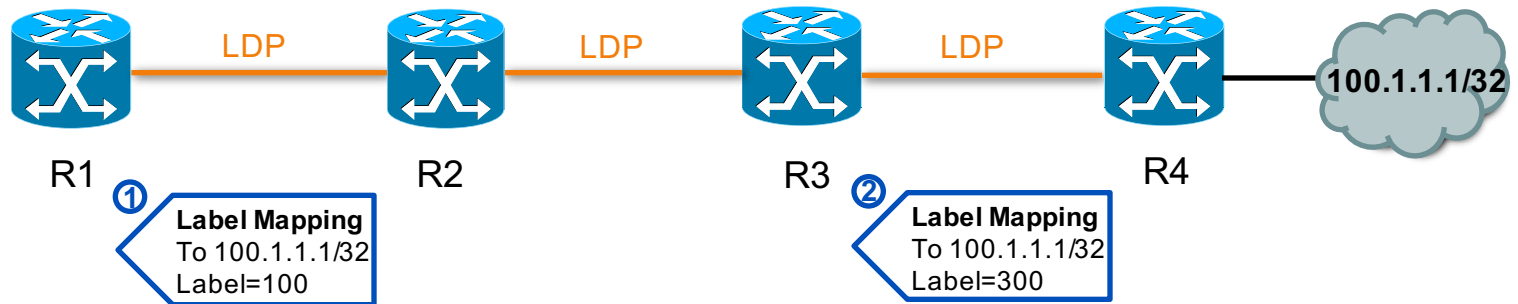 LDP
LDP
LDP
100.1.1.1/32
R1
R2
R3
R4
1
Label Mapping
To 100.1.1.1/32
Label=100
2
Label Mapping
To 100.1.1.1/32
Label=300